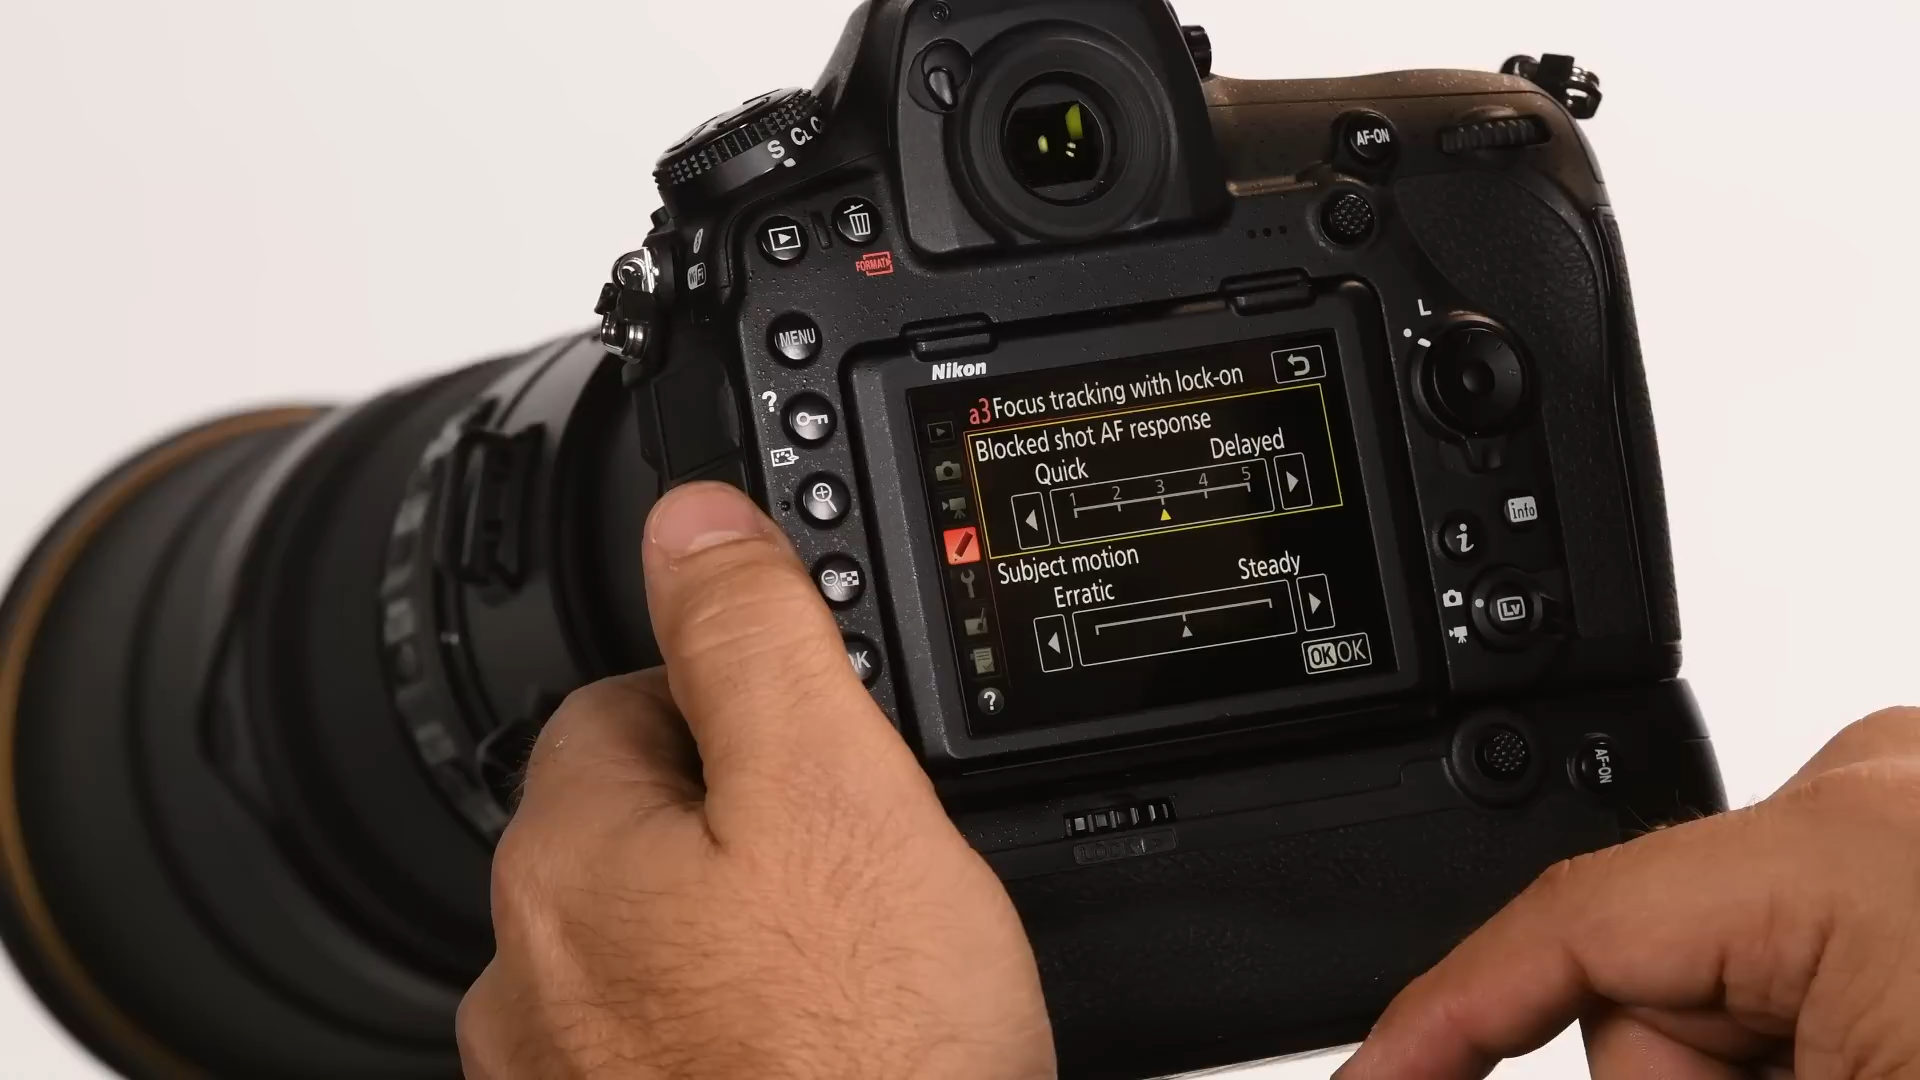 S CL C
AF-ON
FORMAT
WiFi
MENU
L
Nikon
?
a3 Focus tracking with lock-on
Blocked shot AF response
Quick Delayed
1 2 3 4 5
Subject motion
Erratic Steady
OK OK
?
OK
info
i
Lv
AF-ON